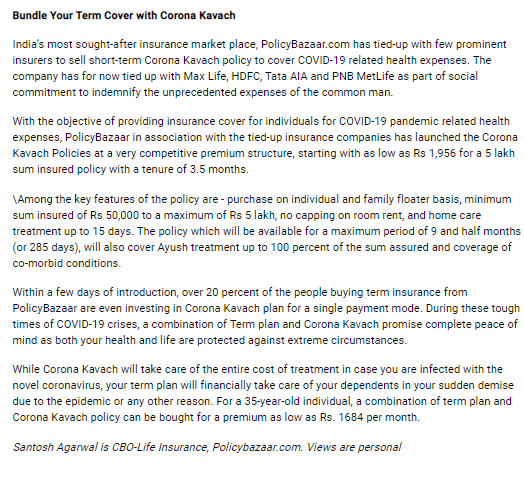 Bundle Your Term Cover with Corona Kavach
India's most sought-after insurance market place, PolicyBazaar.com has tied-up with few prominent
insurers to sell short-term Corona Kavach policy to cover COVID-19 related health expenses. The
company has for now tied up with Max Life, HDFC, Tata AIA and PNB MetLife as part of social
commitment to indemnify the unprecedented expenses of the common man.
With the objective of providing insurance cover for individuals for COVID-19 pandemic related health
expenses, PolicyBazaar in association with the tied-up insurance companies has launched the Corona
Kavach Policies at a very competitive premium structure, starting with as low as Rs 1,956 for a 5 lakh
sum insured policy with a tenure of 3.5 months.
\Among the key features of the policy are - purchase on individual and family floater basis, minimum
sum insured of Rs 50,000 to a maximum of Rs 5 lakh, no capping on room rent, and home care
treatment up to 15 days. The policy which will be available for a maximum period of 9 and half months
(or 285 days), will also cover Ayush treatment up to 100 percent of the sum assured and coverage of
co-morbid conditions.
Within a few days of introduction, over 20 percent of the people buying term insurance from
PolicyBazaar are even investing in Corona Kavach plan for a single payment mode. During these tough
times of COVID-19 crises, a combination of Term plan and Corona Kavach promise complete peace of
mind as both your health and life are protected against extreme circumstances.
While Corona Kavach will take care of the entire cost of treatment in case you are infected with the
novel coronavirus, your term plan will financially take care of your dependents in your sudden demise
due to the epidemic or any other reason. For a 35-year-old individual, a combination of term plan and
Corona Kavach policy can be bought for a premium as low as Rs. 1684 per month.
Santosh Agarwal is CBO-Life Insurance, Policybazaar.com. Views are personal